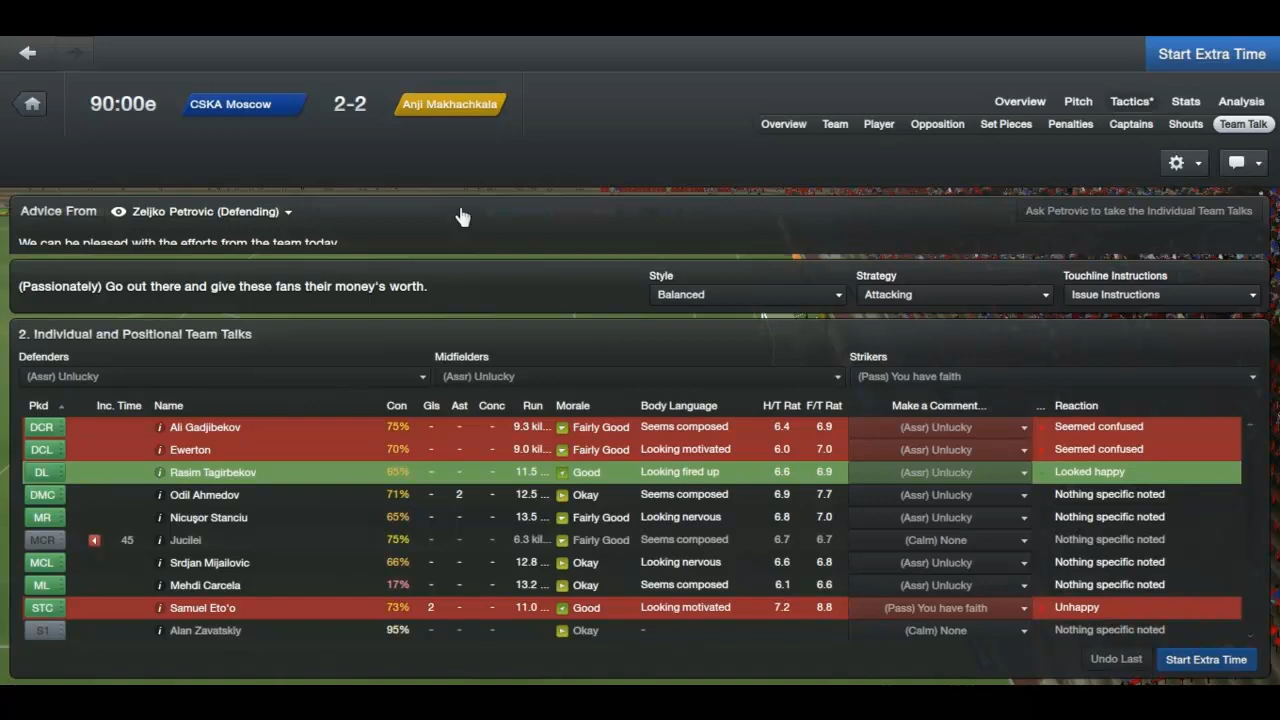 Start Extra Time
90:00e CSKA Moscow 2-2 Anji Makhachkala
Overview Pitch Tactics* Stats Analysis
Overview Team Player Opposition Set Pieces Penalties Captains Shouts Team Talk
Advice From Zeljko Petrovic (Defending) Ask Petrovic to take the Individual Team Talks
We can be pleased with the efforts from the team today
Style Strategy Touchline Instructions
(Passionately) Go out there and give these fans their money's worth. Balanced Attacking Issue Instructions
2. Individual and Positional Team Talks
Defenders Midfielders Strikers
(Assr) Unlucky (Assr) Unlucky (Pass) You have faith
Pkd Inc. Time Name Con Gls Ast Conc Run Morale Body Language H/T Rat F/T Rat Make a Comment... ... Reaction
DCR i Ali Gadjibekov 75% - - - 9.3 kil... Fairly Good Seems composed 6.4 6.9 (Assr) Unlucky Seemed confused
DCL i Ewerton 70% - - - 9.0 kil... Fairly Good Looking motivated 6.0 7.0 (Assr) Unlucky Seemed confused
DL i Rasim Tagirbekov 65% - - - 11.5 ... Good Looking fired up 6.6 6.9 (Assr) Unlucky Looked happy
DMC i Odil Ahmedov 71% - 2 - 12.5 ... Okay Seems composed 6.9 7.7 (Assr) Unlucky Nothing specific noted
MR i Nicuşor Stanciu 65% - - - 13.5 ... Fairly Good Looking nervous 6.8 7.0 (Assr) Unlucky Nothing specific noted
MCR 45 i Jucilei 75% - - - 6.3 kil... Fairly Good Seems composed 6.7 6.7 (Calm) None Nothing specific noted
MCL i Srdjan Mijailovic 66% - - - 12.8 ... Okay Looking nervous 6.6 6.8 (Assr) Unlucky Nothing specific noted
ML i Mehdi Carcela 17% - - - 13.2 ... Okay Seems composed 6.1 6.6 (Assr) Unlucky Nothing specific noted
STC i Samuel Eto'o 73% 2 - - 11.0 ... Good Looking motivated 7.2 8.8 (Pass) You have faith Unhappy
S1 i Alan Zavatskiy 95% - - - - Okay - (Calm) None Nothing specific noted
Undo Last Start Extra Time